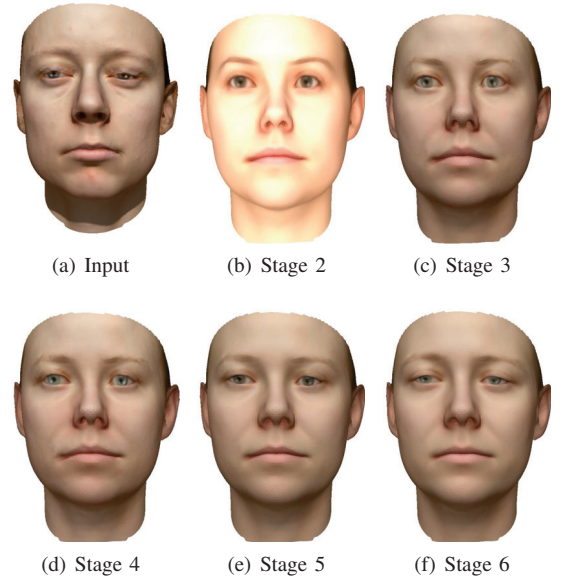 (a) Input
(b) Stage 2
(c) Stage 3
(d) Stage 4
(e) Stage 5
(f) Stage 6